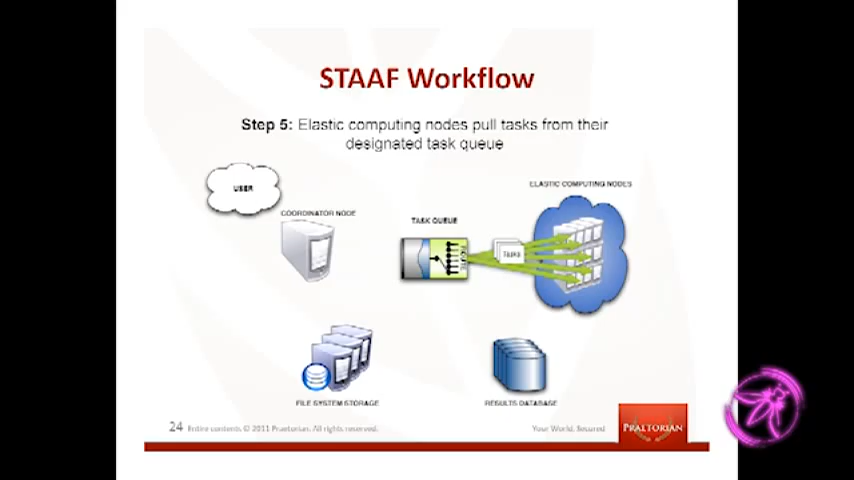 STAAF Workflow
Step 5: Elastic computing nodes pull tasks from their
designated task queue
USER
COORDINATOR NODE
TASK QUEUE
ELASTIC COMPUTING NODES
ROUTE
Tasks
FILE SYSTEM STORAGE
RESULTS DATABASE
24 Entire contents © 2011 Praetorian. All rights reserved.
Your World, Secured
PRAETORIAN